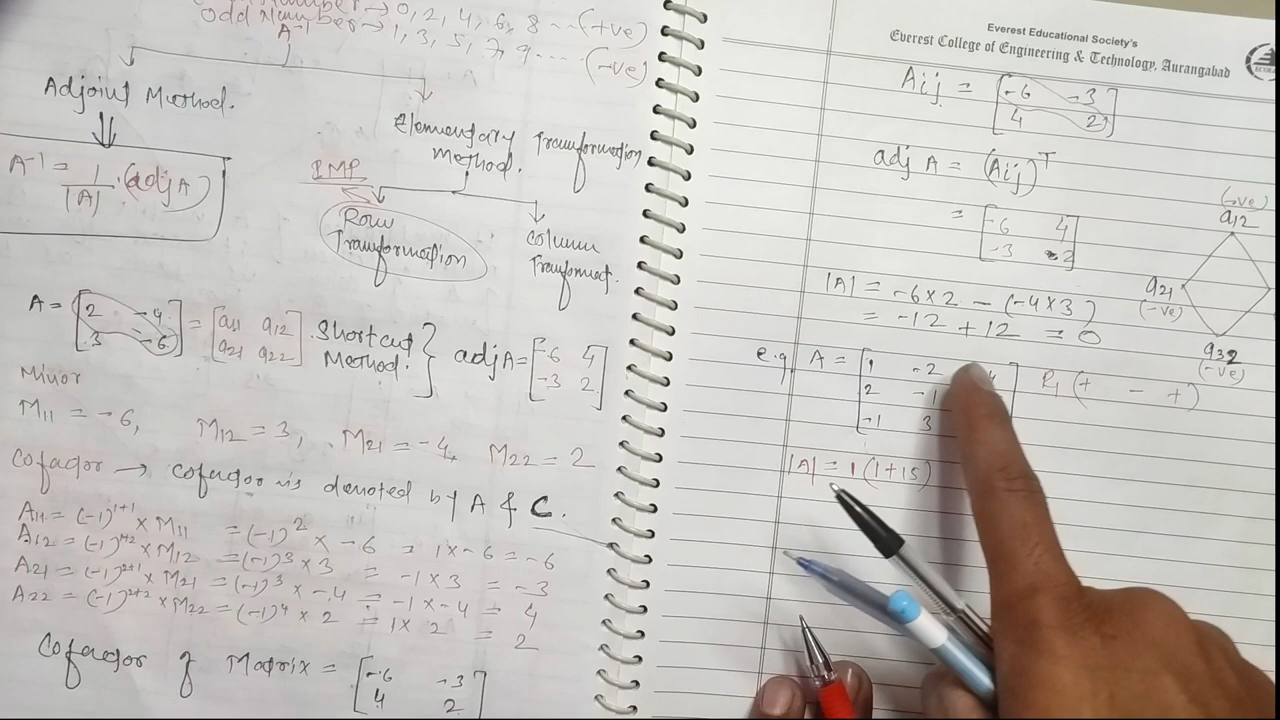 Number → 0, 2, 4, 6, 8 ... (+ve)
Odd Number → 1, 3, 5, 7, 9 .... (-ve)
A⁻¹
Adjoint Method.
A⁻¹ = 1/|A| · (adj A)
Elementary Transformation
Method.
IMP
Row
Transformation
Column
Transformat.
A = [2 -4; 3 -6] = [a11 a12; a21 a22] . Shortcut Method. } adj A = [-6 4; -3 2]
Minor
M11 = -6, M12 = 3, M21 = -4, M22 = 2
Cofactor → Cofactor is denoted by A & C.
A11 = (-1)¹⁺¹ × M11 = (-1)² × -6 = 1 × -6 = -6
A12 = (-1)¹⁺² × M12 = (-1)³ × 3 = -1 × 3 = -3
A21 = (-1)²⁺¹ × M21 = (-1)³ × -4 = -1 × -4 = 4
A22 = (-1)²⁺² × M22 = (-1)⁴ × 2 = 1 × 2 = 2
Cofactor of Matrix = [-6 -3; 4 2]
Everest Educational Society's
Everest College of Engineering & Technology, Aurangabad
Aij = [-6 -3; 4 2]
adj A = (Aij)ᵀ
= [-6 4; -3 2]
(-ve)
a12
a21
(-ve)
a32
(-ve)
|A| = -6×2 - (-4×3)
= -12 + 12 = 0
e.g. A = [1 -2
2 -1
-1 3
R1 (+ - +)
|A| = 1 (1+15)